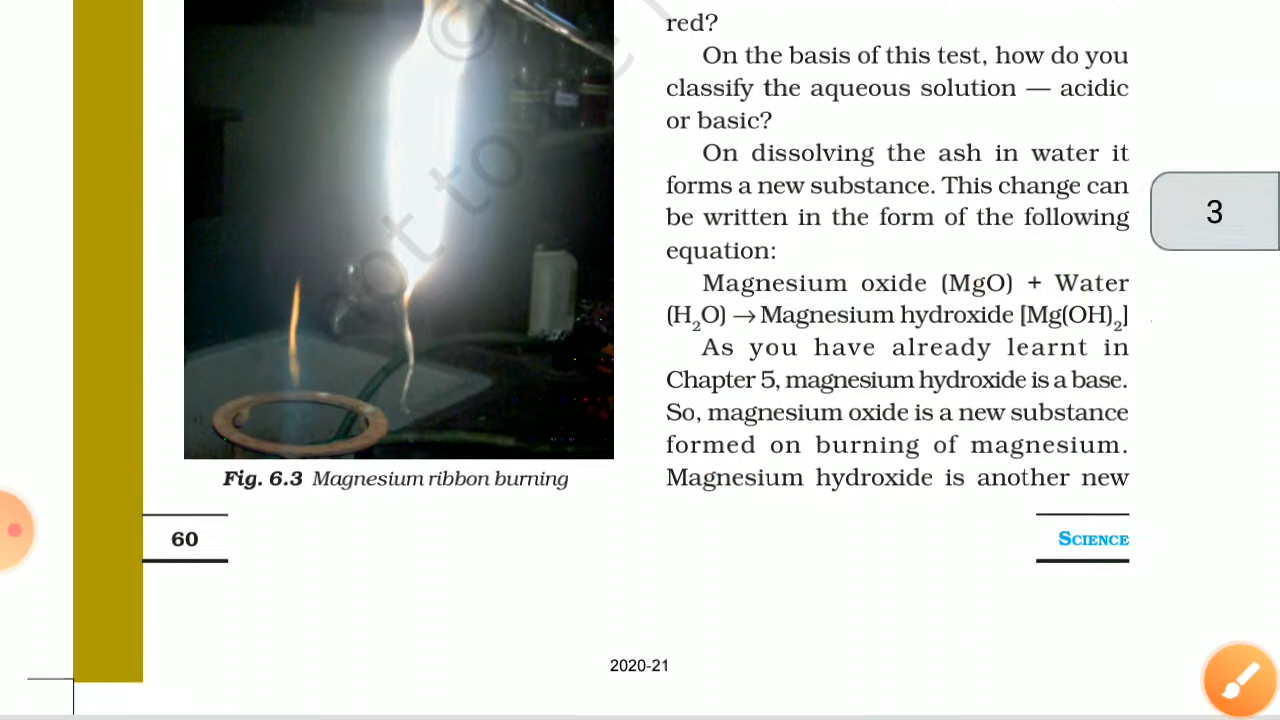 red?
On the basis of this test, how do you
classify the aqueous solution — acidic
or basic?
On dissolving the ash in water it
forms a new substance. This change can
be written in the form of the following
equation:
Magnesium oxide (MgO) + Water
(H₂O) → Magnesium hydroxide [Mg(OH)₂]
As you have already learnt in
Chapter 5, magnesium hydroxide is a base.
So, magnesium oxide is a new substance
formed on burning of magnesium.
Magnesium hydroxide is another new
Fig. 6.3 Magnesium ribbon burning
60
SCIENCE
2020-21
3
©
not to